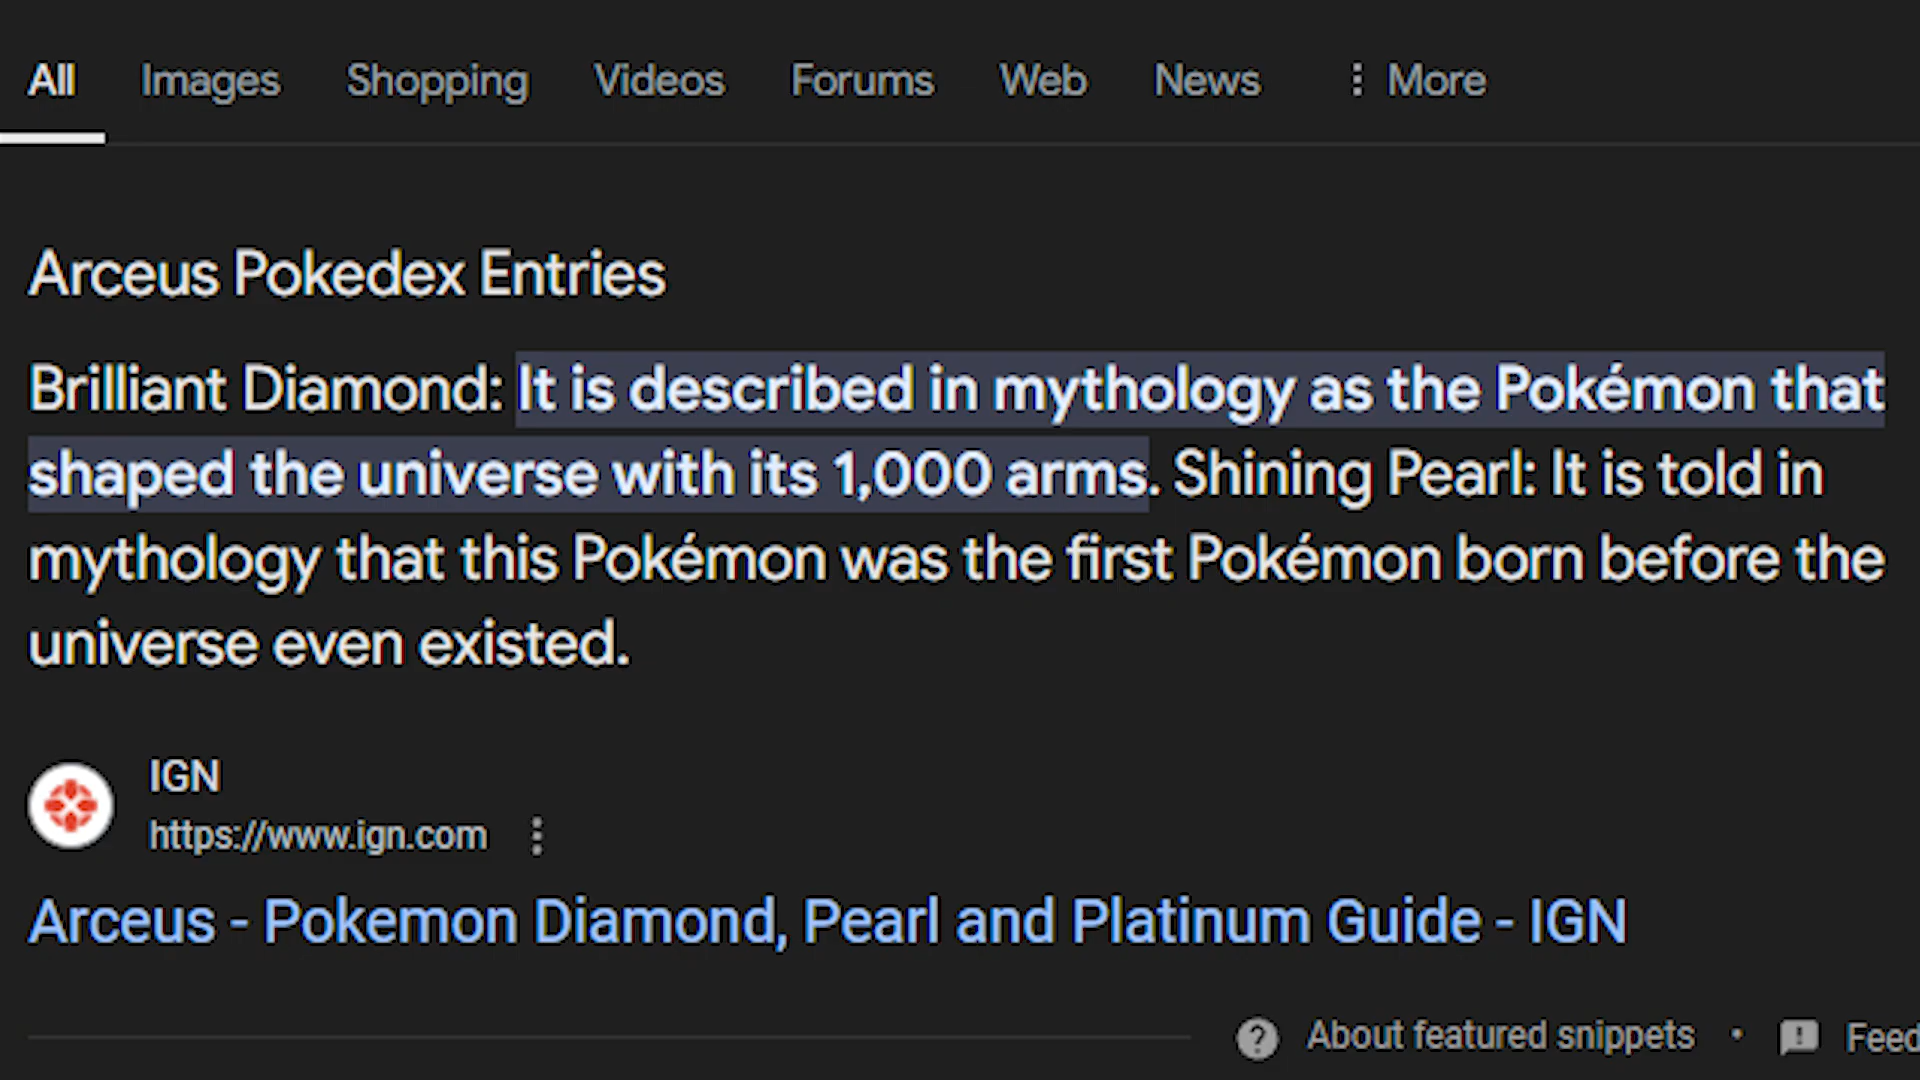 All Images Shopping Videos Forums Web News More
Arceus Pokedex Entries
Brilliant Diamond: It is described in mythology as the Pokémon that
shaped the universe with its 1,000 arms. Shining Pearl: It is told in
mythology that this Pokémon was the first Pokémon born before the
universe even existed.
IGN
https://www.ign.com
Arceus - Pokemon Diamond, Pearl and Platinum Guide - IGN
About featured snippets • Feed